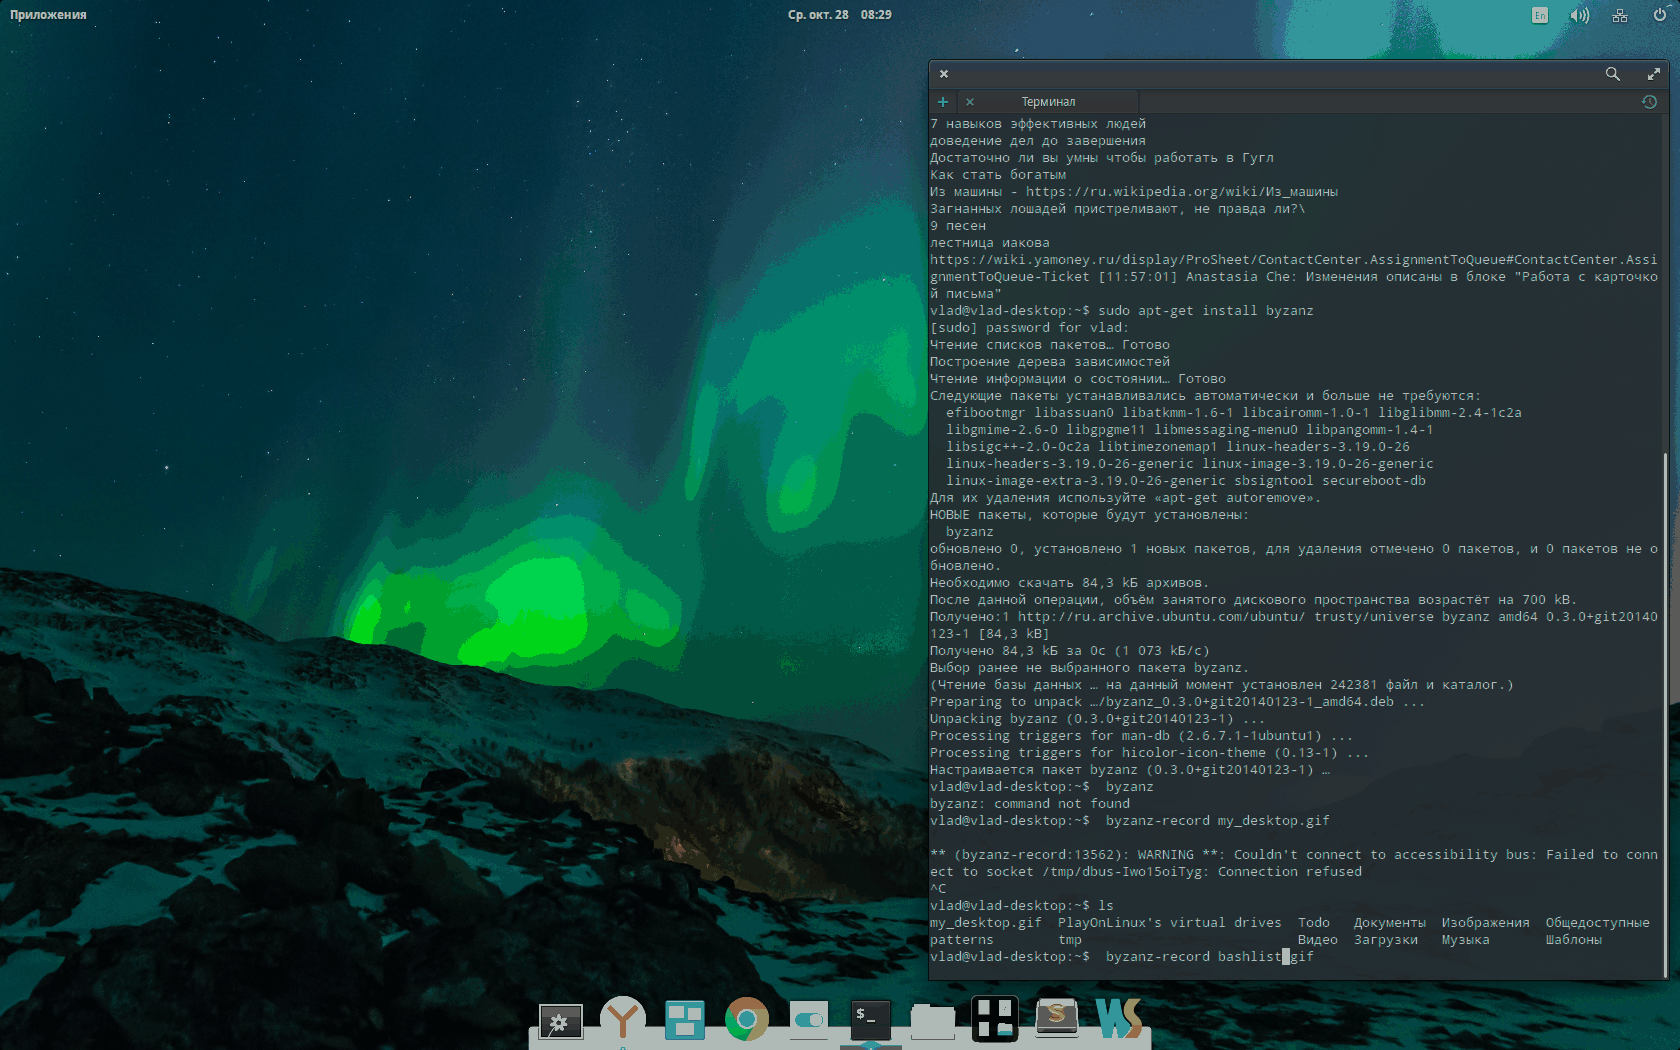 Приложения
Ср. окт. 28 08:29
En
Терминал
7 навыков эффективных людей
доведение дел до завершения
Достаточно ли вы умны чтобы работать в Гугл
Как стать богатым
Из машины - https://ru.wikipedia.org/wiki/Из_машины
Загнанных лошадей пристреливают, не правда ли?\
9 песен
лестница иакова
https://wiki.yamoney.ru/display/ProSheet/ContactCenter.AssignmentToQueue#ContactCenter.Assi
gnmentToQueue-Ticket [11:57:01] Anastasia Che: Изменения описаны в блоке "Работа с карточко
й письма"
vlad@vlad-desktop:~$ sudo apt-get install byzanz
[sudo] password for vlad:
Чтение списков пакетов… Готово
Построение дерева зависимостей
Чтение информации о состоянии… Готово
Следующие пакеты устанавливались автоматически и больше не требуются:
efibootmgr libassuan0 libatkmm-1.6-1 libcairomm-1.0-1 libglibmm-2.4-1c2a
libgmime-2.6-0 libgpgme11 libmessaging-menu0 libpangomm-1.4-1
libsigc++-2.0-0c2a libtimezonemap1 linux-headers-3.19.0-26
linux-headers-3.19.0-26-generic linux-image-3.19.0-26-generic
linux-image-extra-3.19.0-26-generic sbsigntool secureboot-db
Для их удаления используйте «apt-get autoremove».
НОВЫЕ пакеты, которые будут установлены:
byzanz
обновлено 0, установлено 1 новых пакетов, для удаления отмечено 0 пакетов, и 0 пакетов не о
бновлено.
Необходимо скачать 84,3 kБ архивов.
После данной операции, объём занятого дискового пространства возрастёт на 700 kB.
Получено:1 http://ru.archive.ubuntu.com/ubuntu/ trusty/universe byzanz amd64 0.3.0+git20140
123-1 [84,3 kB]
Получено 84,3 kБ за 0с (1 073 kБ/c)
Выбор ранее не выбранного пакета byzanz.
(Чтение базы данных … на данный момент установлен 242381 файл и каталог.)
Preparing to unpack …/byzanz_0.3.0+git20140123-1_amd64.deb ...
Unpacking byzanz (0.3.0+git20140123-1) ...
Processing triggers for man-db (2.6.7.1-1ubuntu1) ...
Processing triggers for hicolor-icon-theme (0.13-1) ...
Настраивается пакет byzanz (0.3.0+git20140123-1) …
vlad@vlad-desktop:~$  byzanz
byzanz: command not found
vlad@vlad-desktop:~$  byzanz-record my_desktop.gif
** (byzanz-record:13562): WARNING **: Couldn't connect to accessibility bus: Failed to conn
ect to socket /tmp/dbus-Iwo15oiTyg: Connection refused
^C
vlad@vlad-desktop:~$ ls
my_desktop.gif  PlayOnLinux's virtual drives  Todo   Документы  Изображения  Общедоступные
patterns        tmp                           Видео  Загрузки   Музыка       Шаблоны
vlad@vlad-desktop:~$  byzanz-record bashlist gif
$_
S
WS